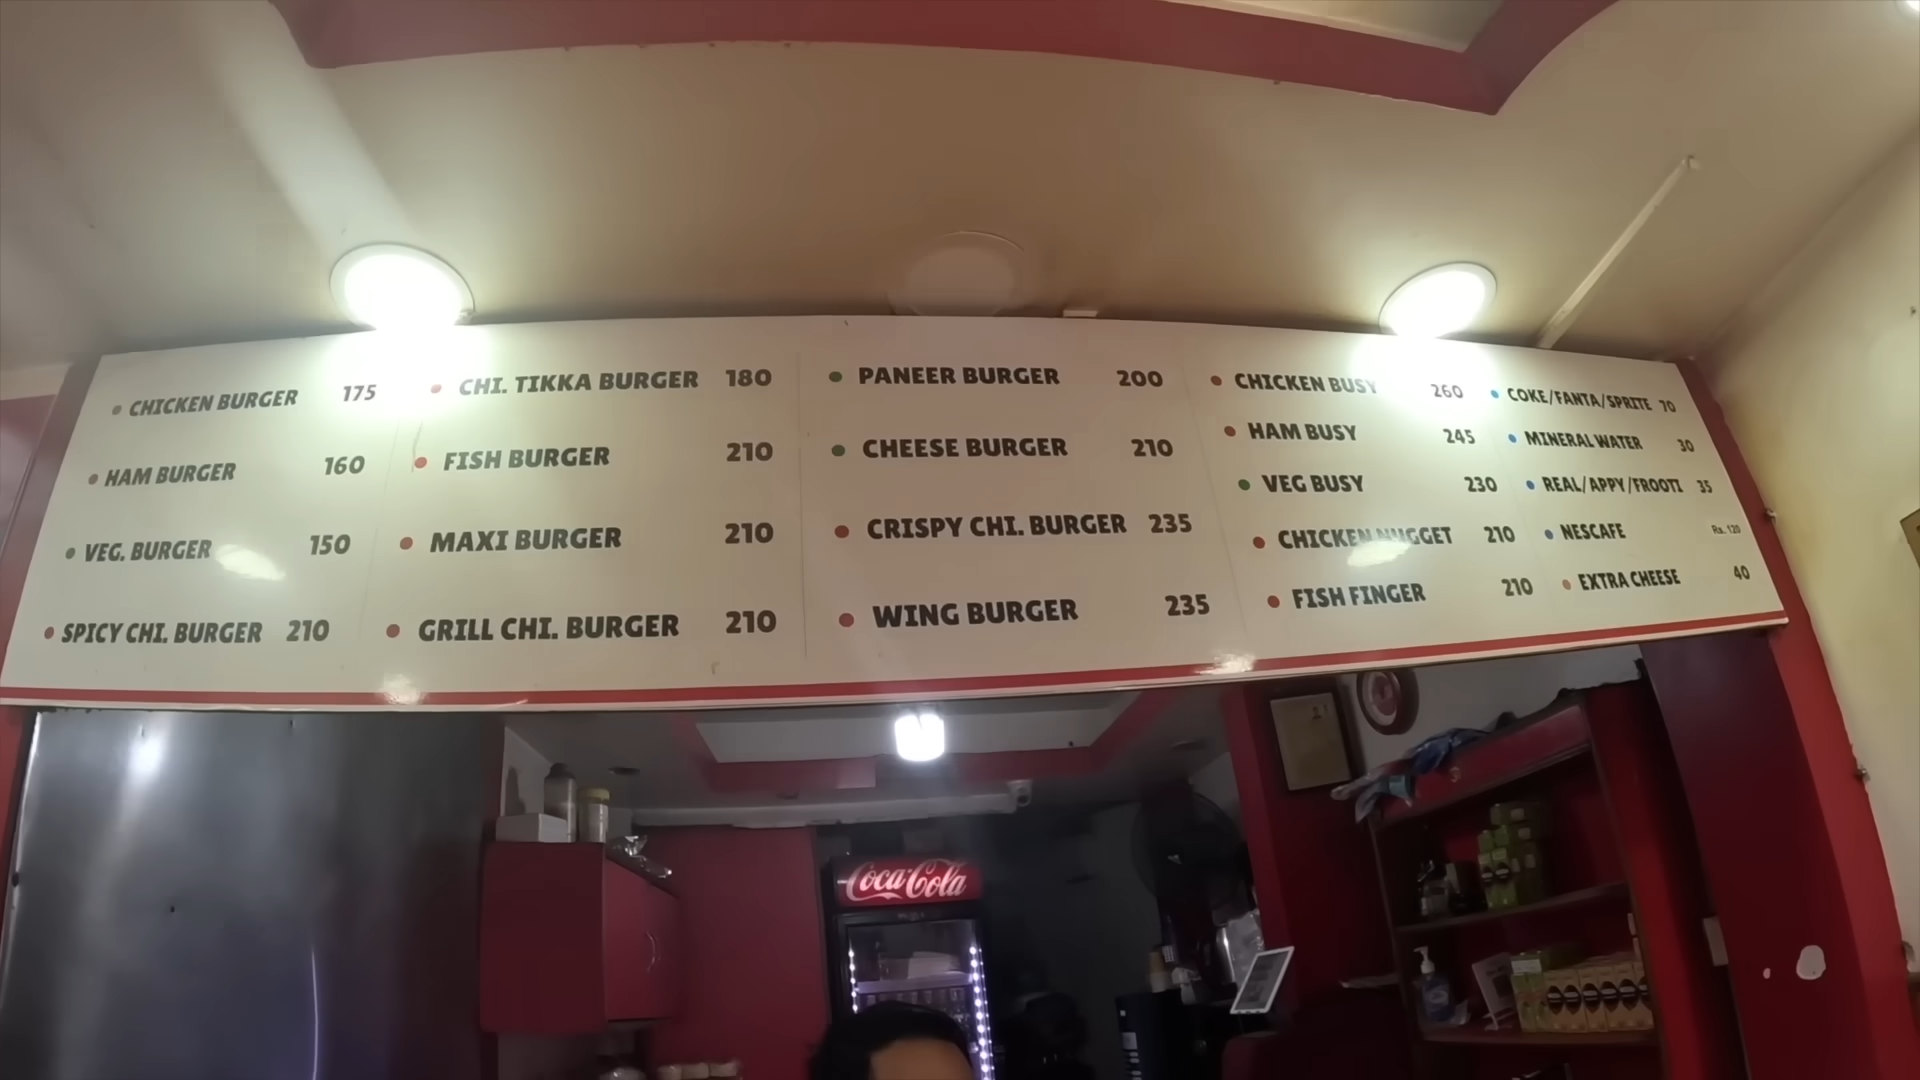 CHICKEN BURGER 175
HAM BURGER 160
VEG. BURGER 150
SPICY CHI. BURGER 210
CHI. TIKKA BURGER 180
FISH BURGER 210
MAXI BURGER 210
GRILL CHI. BURGER 210
PANEER BURGER 200
CHEESE BURGER 210
CRISPY CHI. BURGER 235
WING BURGER 235
CHICKEN BUSY 260
HAM BUSY 245
VEG BUSY 230
CHICKEN NUGGET 210
FISH FINGER 210
COKE/FANTA/SPRITE 70
MINERAL WATER 30
REAL/APPY/FROOTI 35
NESCAFE Rs. 120
EXTRA CHEESE 40
Coca-Cola